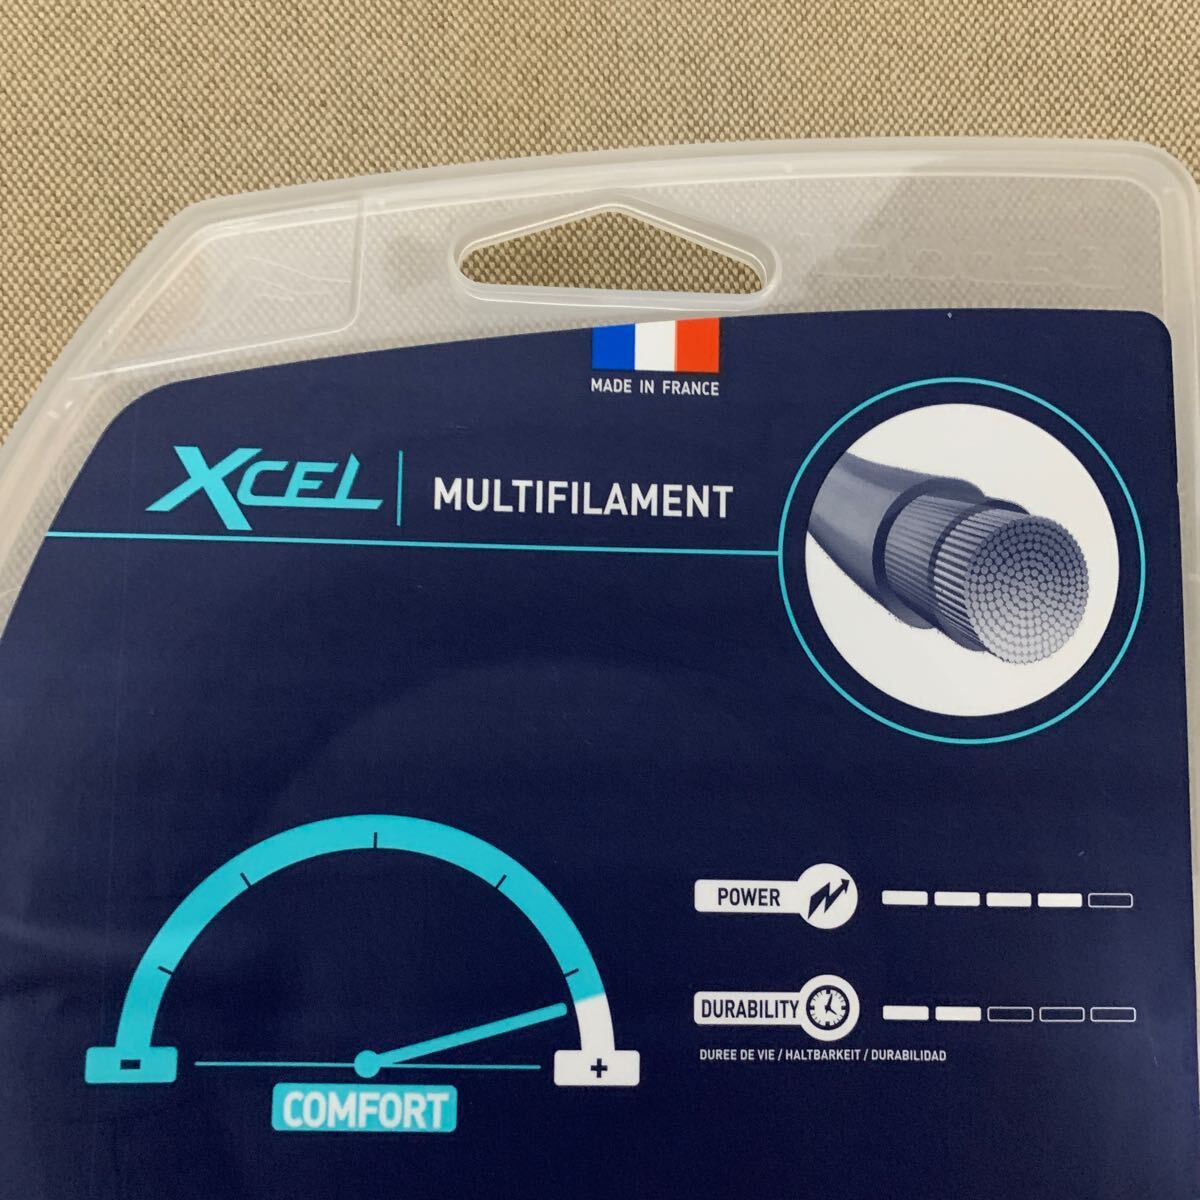 MADE IN FRANCE
XCEL
MULTIFILAMENT
POWER
DURABILITY
DUREE DE VIE / HALTBARKEIT / DURABILIDAD
-
+
COMFORT